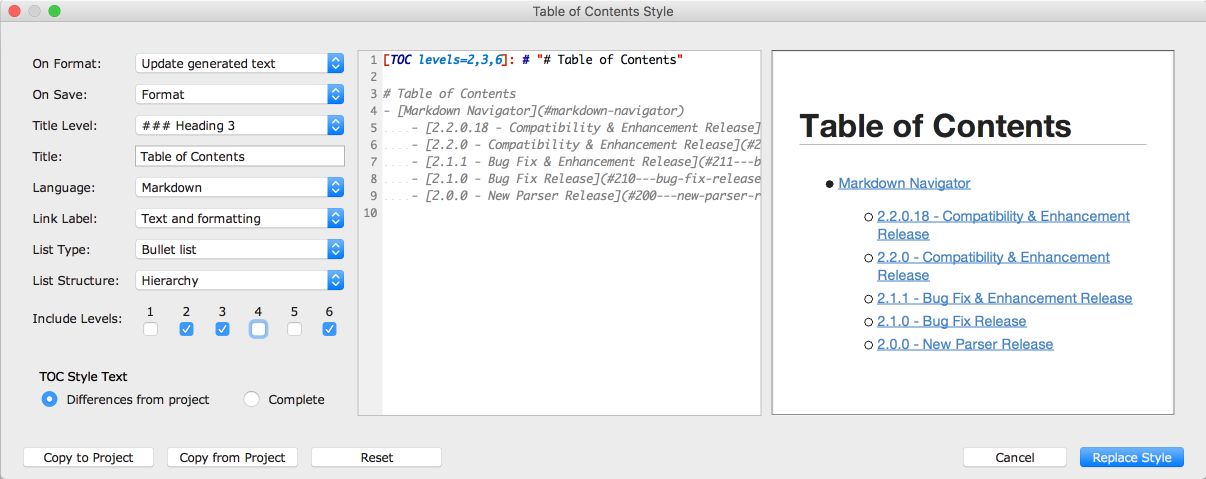 Table of Contents Style
On Format: Update generated text
On Save: Format
Title Level: ### Heading 3
Title: Table of Contents
Language: Markdown
Link Label: Text and formatting
List Type: Bullet list
List Structure: Hierarchy
Include Levels: 1 2 3 4 5 6
TOC Style Text
Differences from project Complete
1 [TOC levels=2,3,6]: # "# Table of Contents"
2
3 # Table of Contents
4 - [Markdown Navigator](#markdown-navigator)
5 .... - [2.2.0.18 - Compatibility & Enhancement Release]
6 .... - [2.2.0 - Compatibility & Enhancement Release](#2
7 .... - [2.1.1 - Bug Fix & Enhancement Release](#211---b
8 .... - [2.1.0 - Bug Fix Release](#210---bug-fix-release
9 .... - [2.0.0 - New Parser Release](#200---new-parser-r
10
Table of Contents
Markdown Navigator
2.2.0.18 - Compatibility & Enhancement
Release
2.2.0 - Compatibility & Enhancement
Release
2.1.1 - Bug Fix & Enhancement Release
2.1.0 - Bug Fix Release
2.0.0 - New Parser Release
Copy to Project Copy from Project Reset Cancel Replace Style